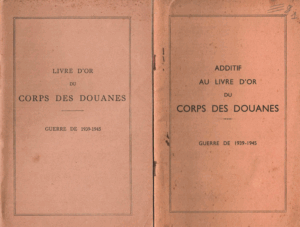 LIVRE D'OR
DU
CORPS DES DOUANES
GUERRE DE 1939-1945
ADDITIF
AU LIVRE D'OR
DU
CORPS DES DOUANES
GUERRE DE 1939-1945